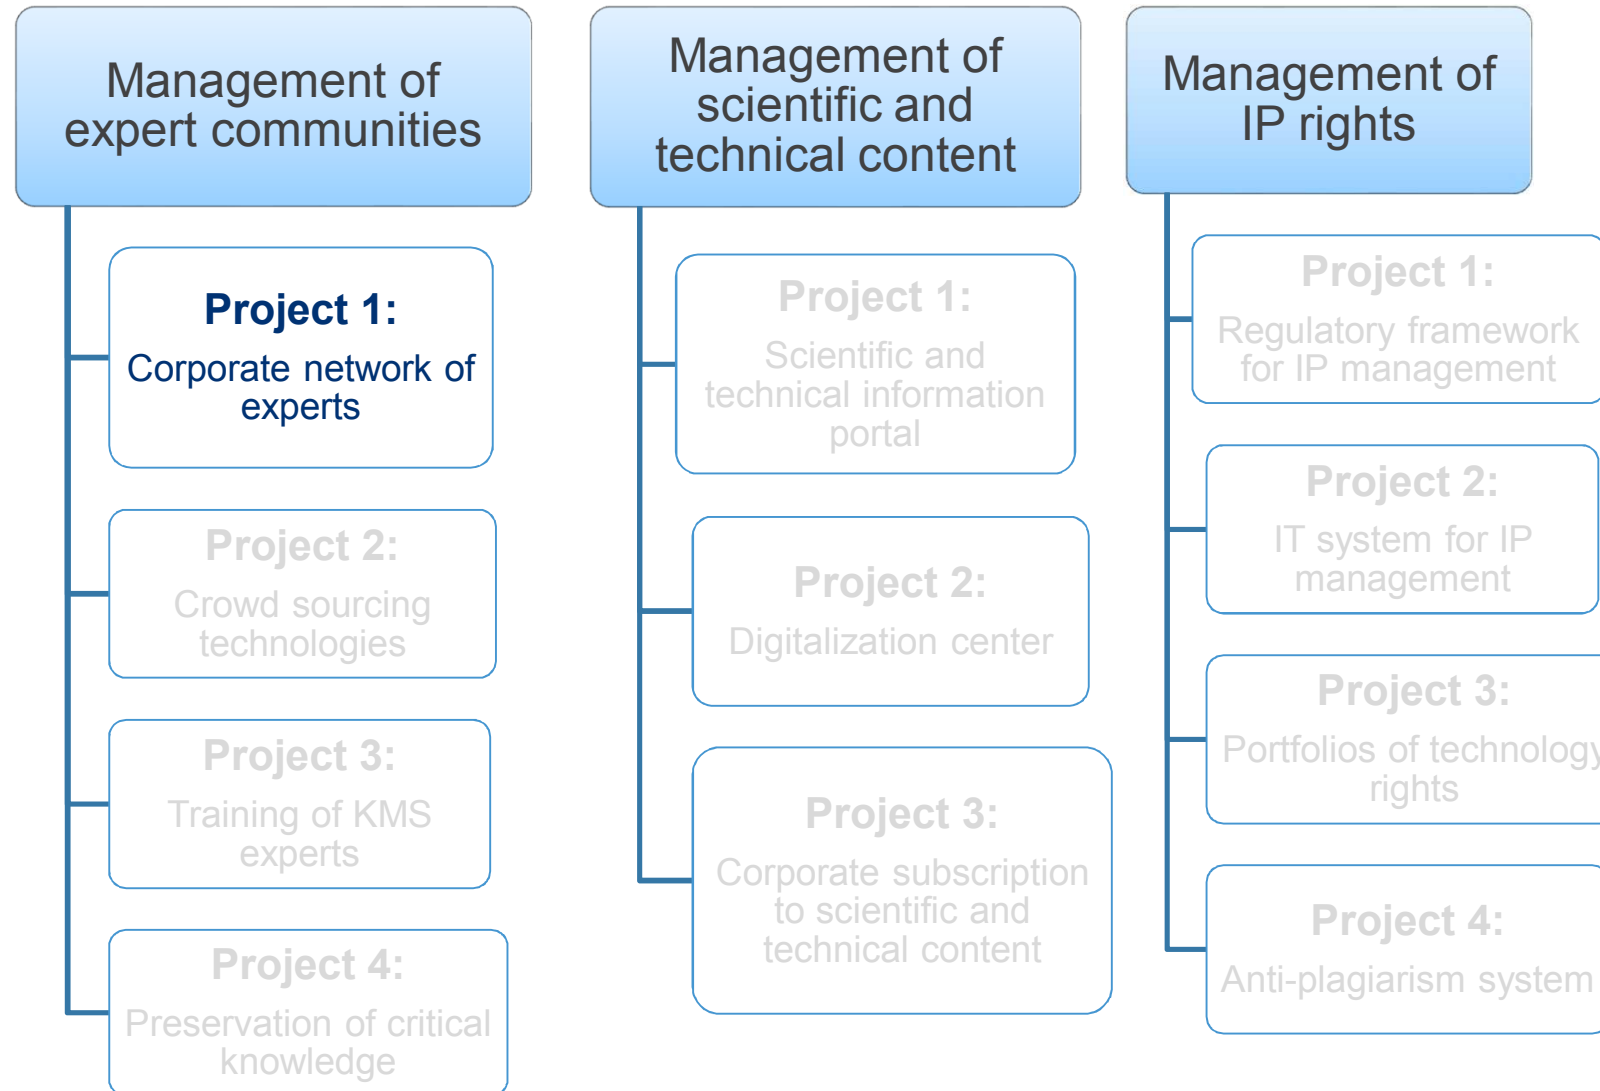 Management of
expert communities
Project 1:
Corporate network of
experts
Project 2:
Crowd sourcing
technologies
Project 3:
Training of KMS
experts
Project 4:
Preservation of critical
knowledge
Management of
scientific and
technical content
Project 1:
Scientific and
technical information
portal
Project 2:
Digitalization center
Project 3:
Corporate subscription
to scientific and
technical content
Management of
IP rights
Project 1:
Regulatory framework
for IP management
Project 2:
IT system for IP
management
Project 3:
Portfolios of technology
rights
Project 4:
Anti-plagiarism system